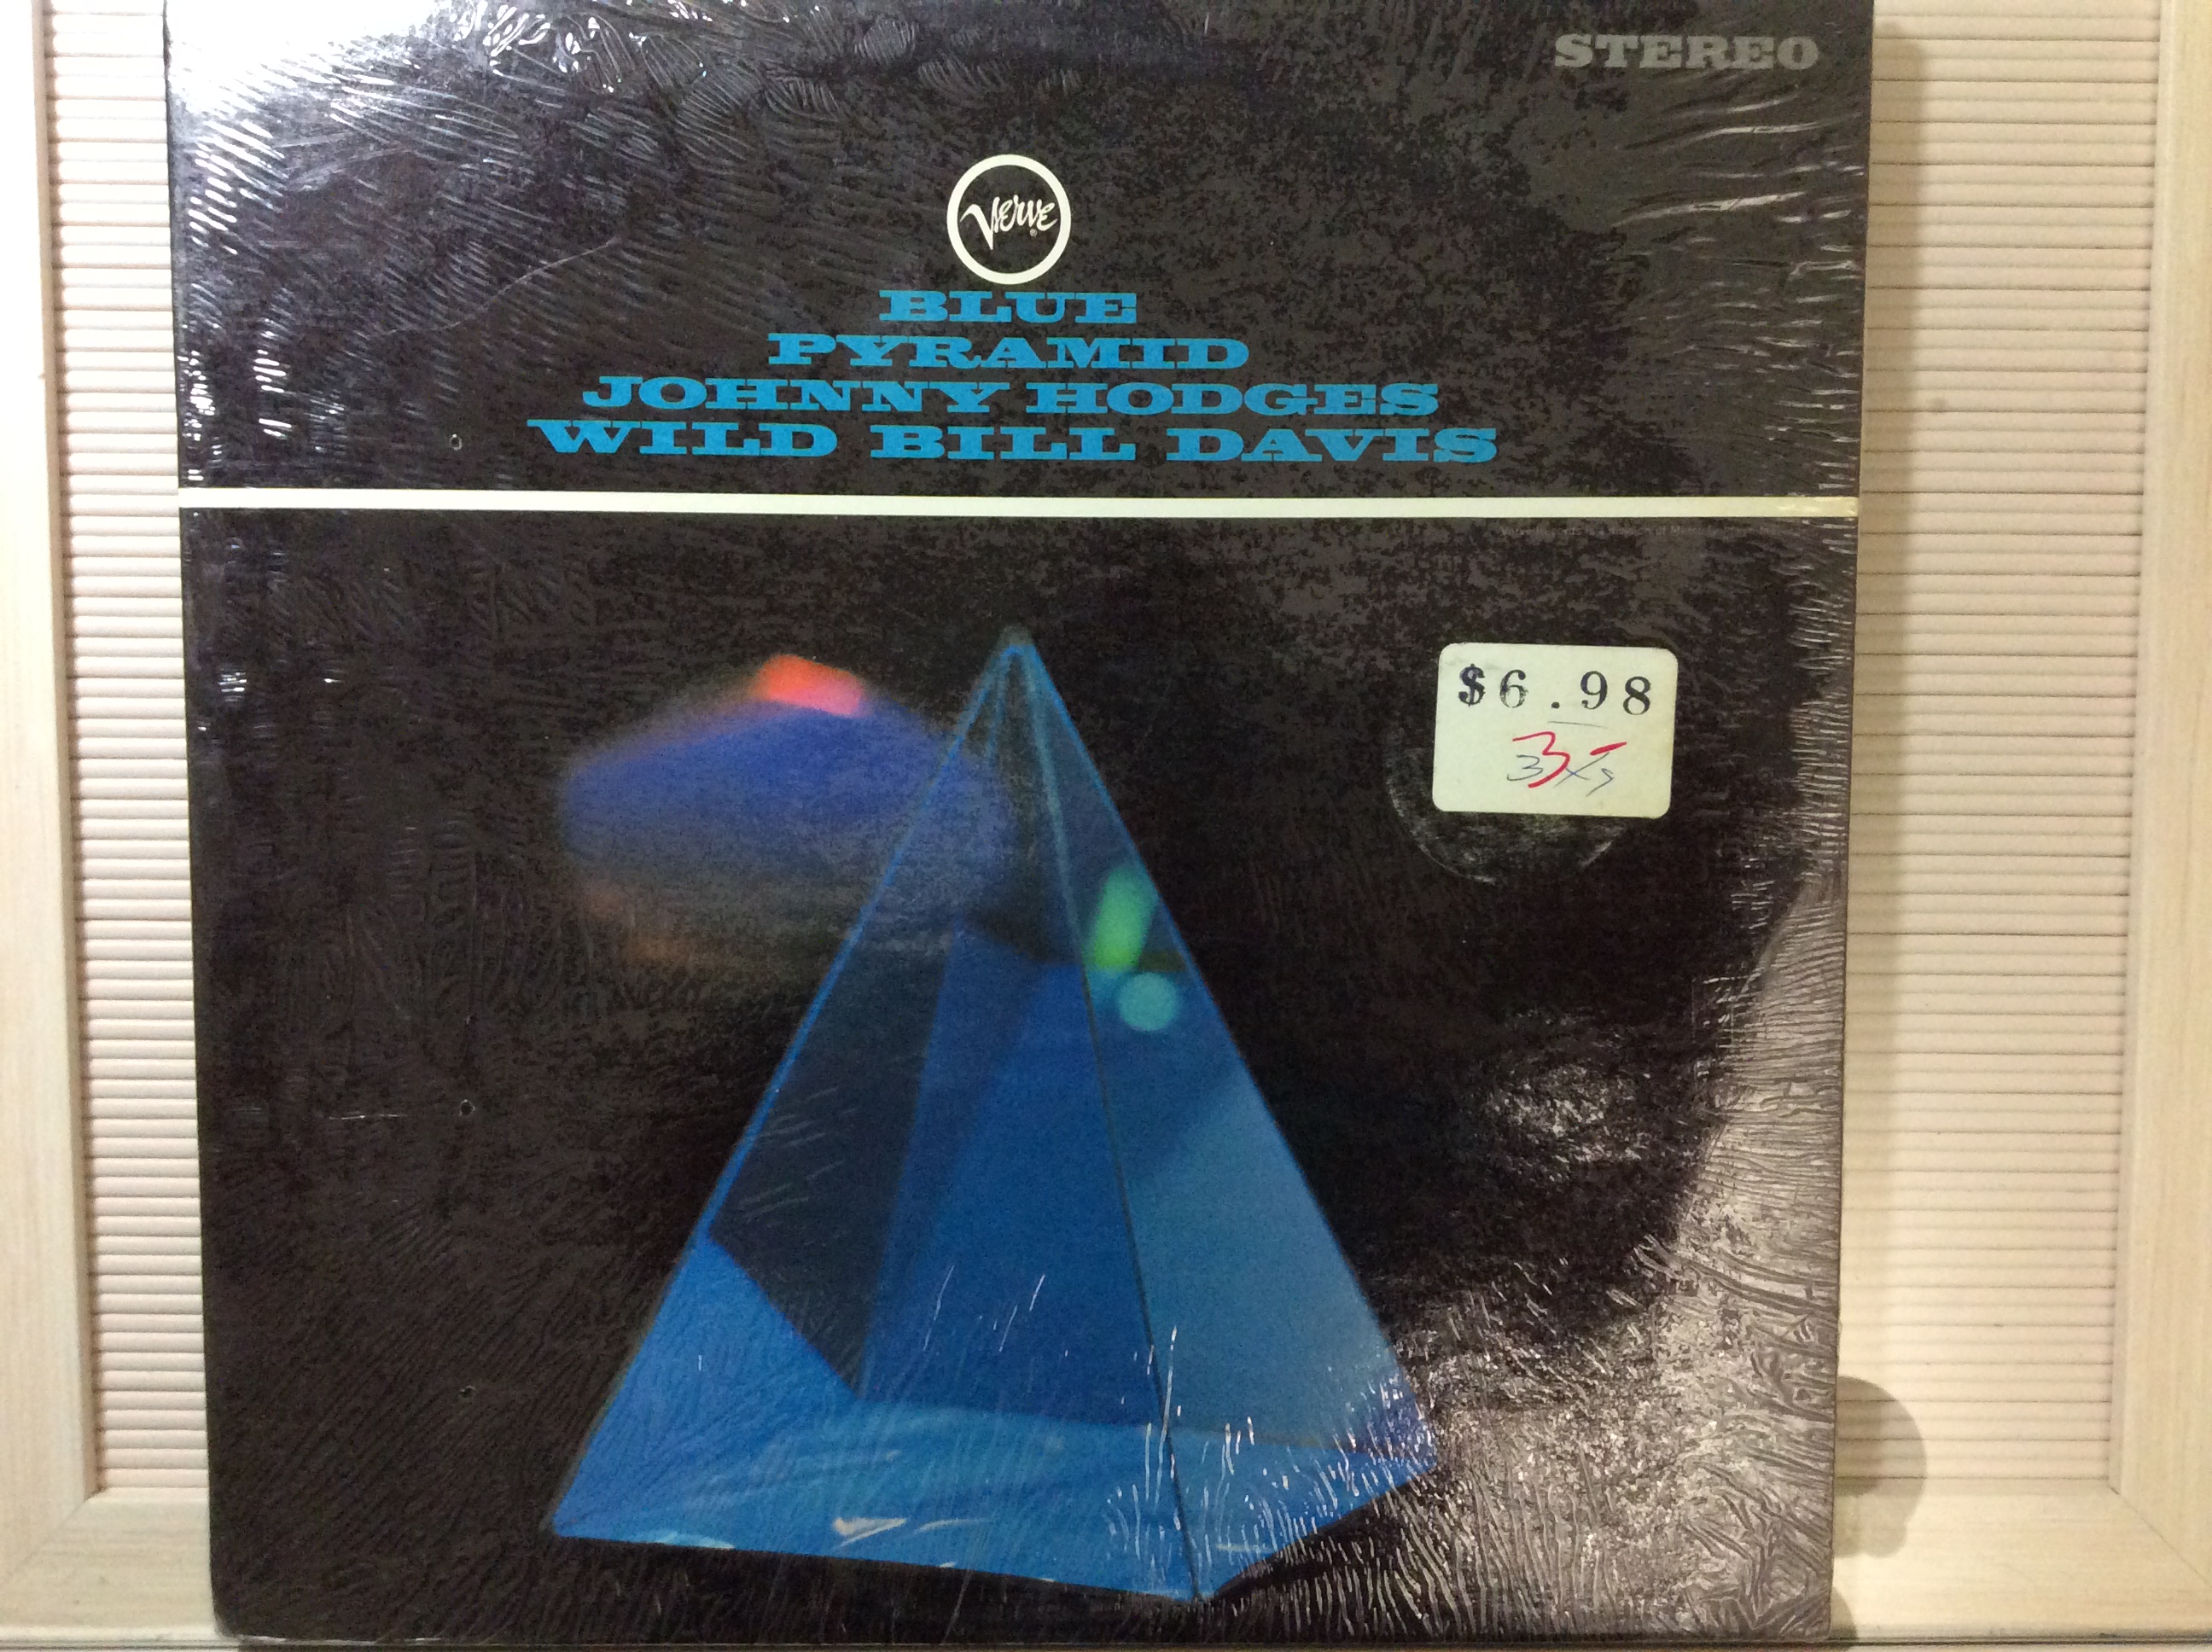 STEREO
Verve
BLUE
PYRAMID
JOHNNY HODGES
WILD BILL DAVIS
$6.98